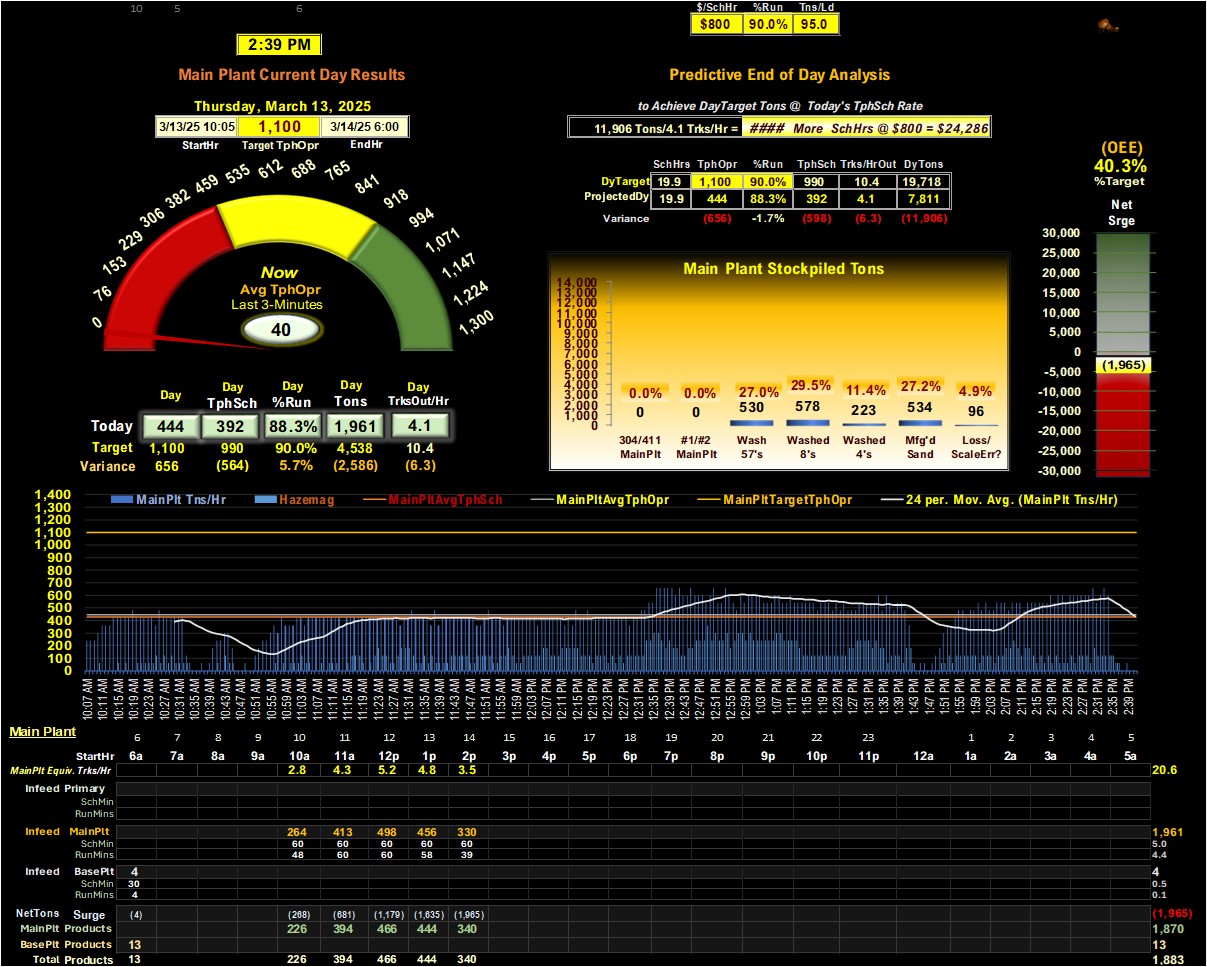 10 5 6
$/SchHr %Run Tns/Ld
$800 90.0% 95.0
2:39 PM
Main Plant Current Day Results
Predictive End of Day Analysis
Thursday, March 13, 2025
to Achieve DayTarget Tons @ Today's TphSch Rate
3/13/25 10:05 1,100 3/14/25 6:00
StartHr Target TphOpr EndHr
11,906 Tons/4.1 Trks/Hr = #### More SchHrs @ $800 = $24,286
(OEE)
40.3%
%Target
SchHrs TphOpr %Run TphSch Trks/HrOut DyTons
DyTarget 19.9 1,100 90.0% 990 10.4 19,718
ProjectedDy 19.9 444 88.3% 392 4.1 7,811
Variance (656) -1.7% (598) (6.3) (11,906)
0 76 153 229 306 382 459 535 612 688 765 841 918 994 1,071 1,147 1,224 1,300
Now
Avg TphOpr
Last 3-Minutes
40
Net
Srge
30,000
25,000
20,000
15,000
10,000
5,000
0
(1,965)
-5,000
-10,000
-15,000
-20,000
-25,000
-30,000
Main Plant Stockpiled Tons
14,000
13,000
12,000
11,000
10,000
9,000
8,000
7,000
6,000
5,000
4,000
3,000
2,000
1,000
0
0.0% 0.0% 27.0% 29.5% 11.4% 27.2% 4.9%
0 0 530 578 223 534 96
304/411 #1/#2 Wash Washed Washed Mfg'd Loss/
MainPlt MainPlt 57's 8's 4's Sand ScaleErr?
Day Day Day Day Day
TphSch %Run Tons TrksOut/Hr
Today 444 392 88.3% 1,961 4.1
Target 1,100 990 90.0% 4,538 10.4
Variance 656 (564) 5.7% (2,586) (6.3)
MainPlt Tns/Hr Hazemag MainPltAvgTphSch MainPltAvgTphOpr MainPltTargetTphOpr 24 per. Mov. Avg. (MainPlt Tns/Hr)
1,400
1,300
1,200
1,100
1,000
900
800
700
600
500
400
300
200
100
0
10:07 AM 10:11 AM 10:15 AM 10:19 AM 10:23 AM 10:27 AM 10:31 AM 10:35 AM 10:39 AM 10:43 AM 10:47 AM 10:51 AM 10:55 AM 10:59 AM 11:03 AM 11:07 AM 11:11 AM 11:15 AM 11:20 AM 11:24 AM 11:27 AM 11:31 AM 11:35 AM 11:39 AM 11:43 AM 11:47 AM 11:51 AM 11:55 AM 11:59 AM 12:03 PM 12:07 PM 12:11 PM 12:15 PM 12:19 PM 12:23 PM 12:27 PM 12:31 PM 12:35 PM 12:39 PM 12:43 PM 12:47 PM 12:51 PM 12:55 PM 12:59 PM 1:03 PM 1:07 PM 1:11 PM 1:15 PM 1:19 PM 1:23 PM 1:27 PM 1:31 PM 1:35 PM 1:39 PM 1:43 PM 1:47 PM 1:51 PM 1:55 PM 1:59 PM 2:03 PM 2:07 PM 2:11 PM 2:15 PM 2:19 PM 2:23 PM 2:27 PM 2:31 PM 2:35 PM 2:39 PM
Main Plant
6 7 8 9 10 11 12 13 14 15 16 17 18 19 20 21 22 23 1 2 3 4 5
StartHr 6a 7a 8a 9a 10a 11a 12p 1p 2p 3p 4p 5p 6p 7p 8p 9p 10p 11p 12a 1a 2a 3a 4a 5a
MainPlt Equiv. Trks/Hr 2.8 4.3 5.2 4.8 3.5 20.6
Infeed Primary
SchMin
RunMins
Infeed MainPlt 264 413 498 456 330 1,961
SchMin 60 60 60 60 60 5.0
RunMins 48 60 60 58 39 4.4
Infeed BasePlt 4 4
SchMin 30 0.5
RunMins 4 0.1
NetTons Surge (4) (268) (681) (1,179) (1,635) (1,965) (1,965)
MainPlt Products 226 394 466 444 340 1,870
BasePlt Products 13 13
Total Products 13 226 394 466 444 340 1,883